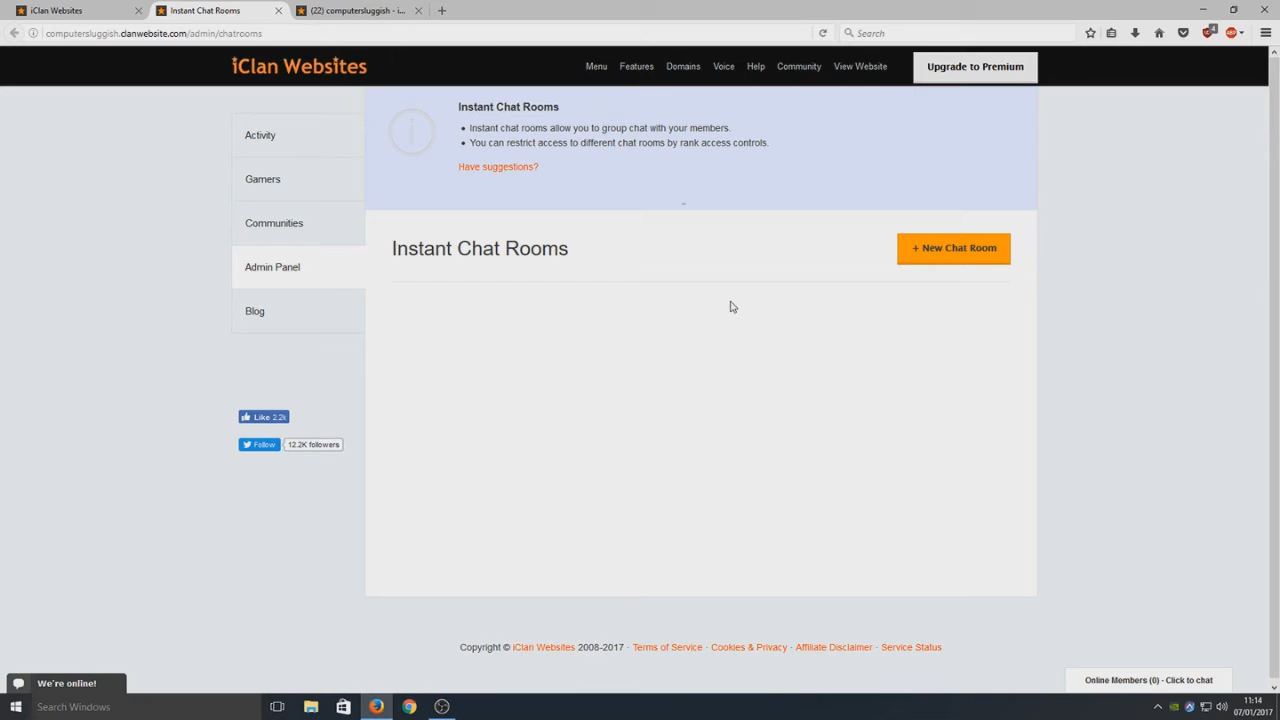 iClan Websites
Instant Chat Rooms
(22) computersluggish - i...
computersluggish.clanwebsite.com/admin/chatrooms
Search
4
ABP
iClan Websites
Menu
Features
Domains
Voice
Help
Community
View Website
Upgrade to Premium
Instant Chat Rooms
Instant chat rooms allow you to group chat with your members.
You can restrict access to different chat rooms by rank access controls.
Have suggestions?
Activity
Gamers
Communities
Admin Panel
Blog
Instant Chat Rooms
+ New Chat Room
Like 2.2k
Follow
12.2K followers
Copyright © iClan Websites 2008-2017 · Terms of Service · Cookies & Privacy · Affiliate Disclaimer · Service Status
We're online!
Online Members (0) - Click to chat
Search Windows
11:14
07/01/2017